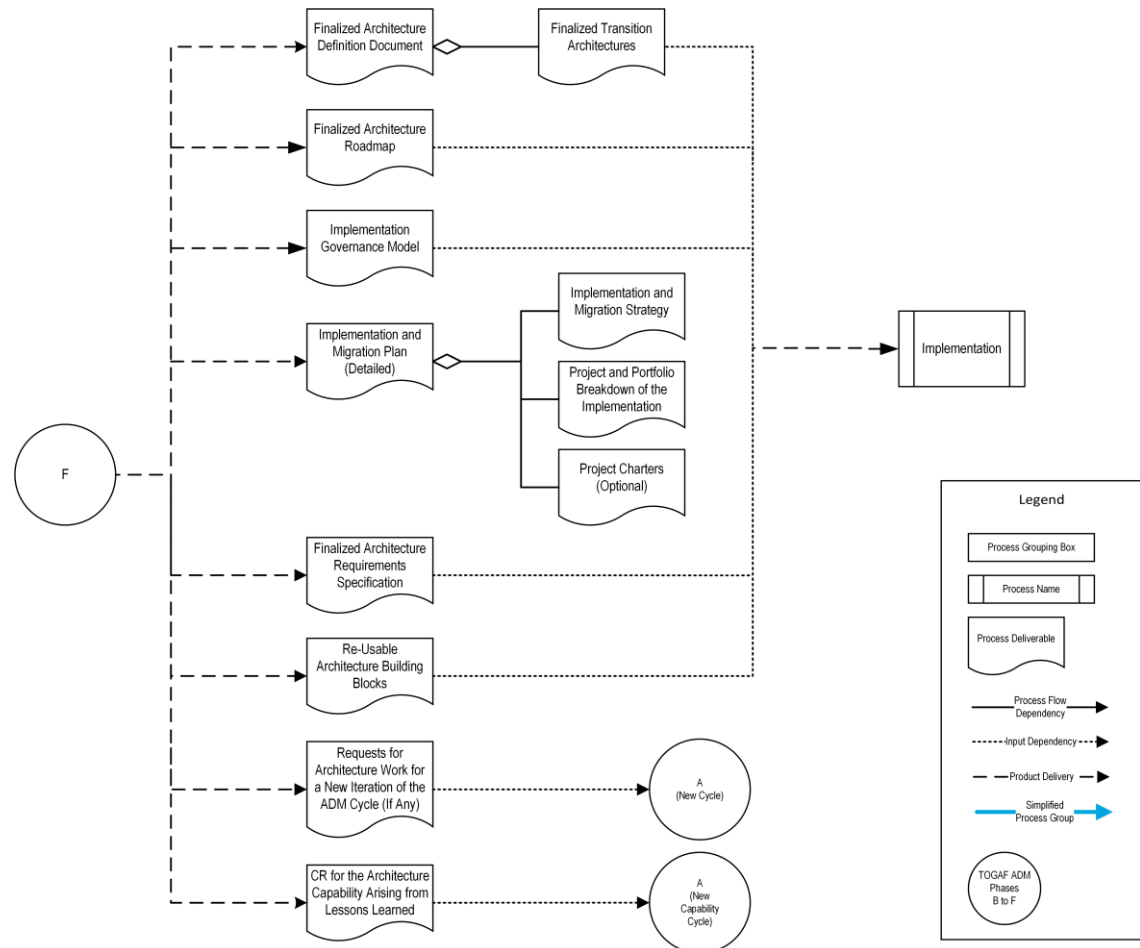 Finalized Architecture
Definition Document
Finalized Transition
Architectures
Finalized Architecture
Roadmap
Implementation
Governance Model
Implementation and
Migration Plan
(Detailed)
Implementation and
Migration Strategy
Project and Portfolio
Breakdown of the
Implementation
Project Charters
(Optional)
Implementation
F
Finalized Architecture
Requirements
Specification
Re-Usable
Architecture Building
Blocks
Requests for
Architecture Work for
a New Iteration of the
ADM Cycle (If Any)
A
(New Cycle)
CR for the Architecture
Capability Arising from
Lessons Learned
A
(New
Capability
Cycle)
Legend
Process Grouping Box
Process Name
Process Deliverable
Process Flow
Dependency
Input Dependency
Product Delivery
Simplified
Process Group
TOGAF ADM
Phases
B to F